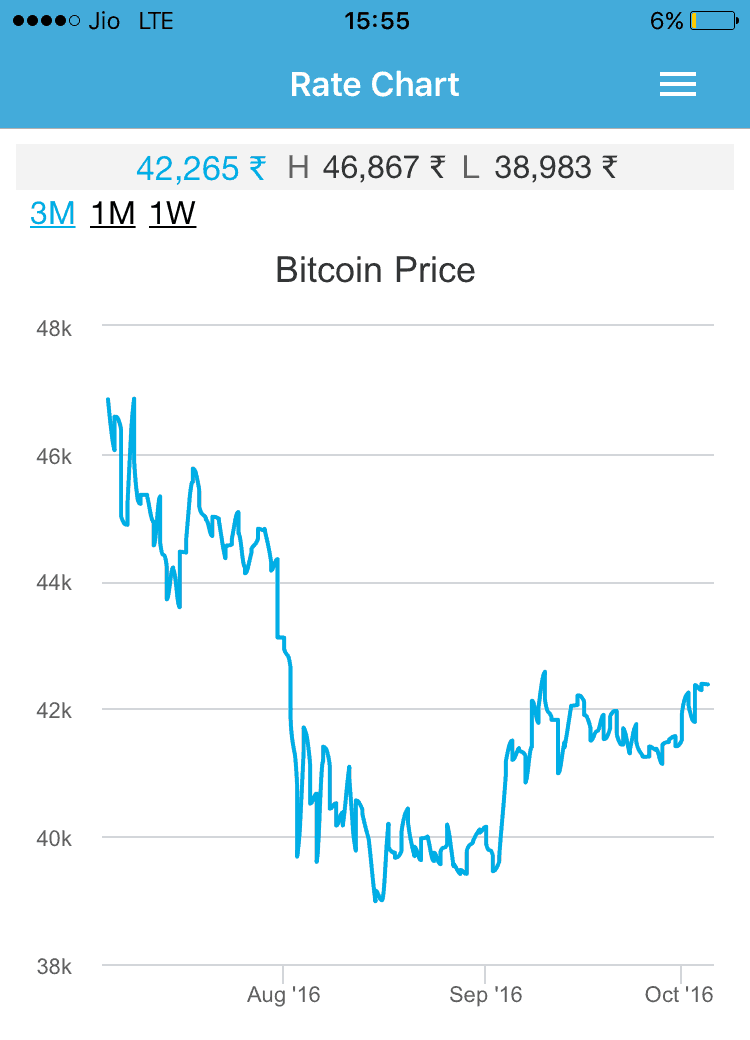 Jio LTE 15:55 6%
Rate Chart
42,265 ₹ H 46,867 ₹ L 38,983 ₹
3M 1M 1W
Bitcoin Price
48k
46k
44k
42k
40k
38k
Aug '16 Sep '16 Oct '16